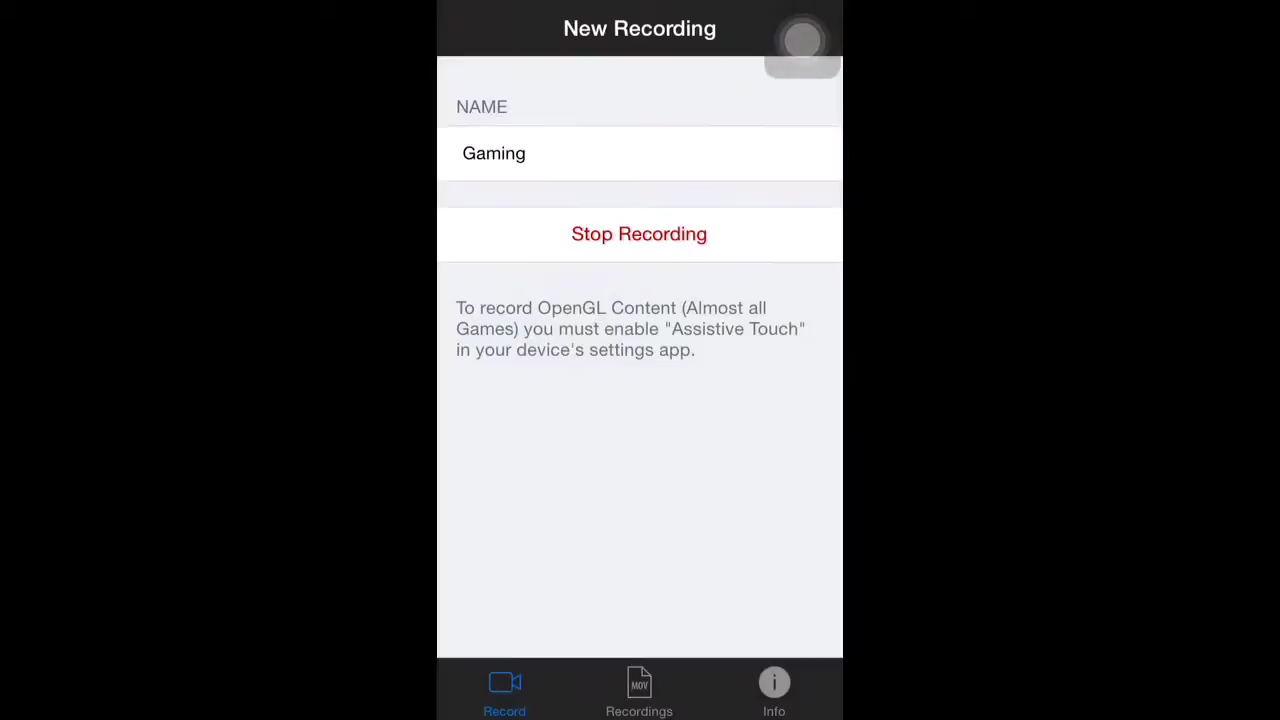 New Recording
NAME
Gaming
Stop Recording
To record OpenGL Content (Almost all
Games) you must enable "Assistive Touch"
in your device's settings app.
MOV
i
Record
Recordings
Info